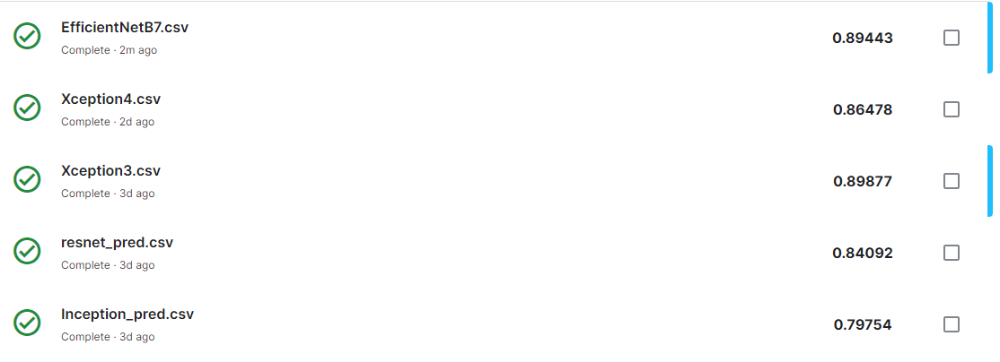 EfficientNetB7.csv
0.89443
Complete · 2m ago
Xception4.csv
0.86478
Complete · 2d ago
Xception3.csv
0.89877
Complete · 3d ago
resnet_pred.csv
0.84092
Complete · 3d ago
Inception_pred.csv
0.79754
Complete · 3d ago